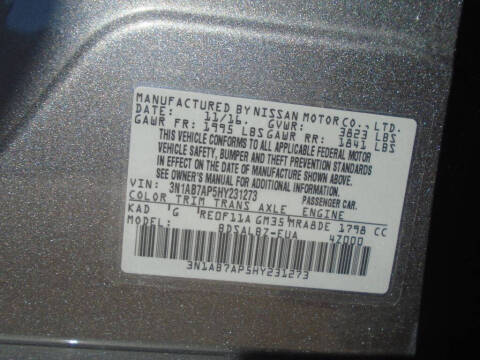 MANUFACTURED BY NISSAN MOTOR CO., LTD.
DATE: 11/16. GVWR: 3823 LBS
GAWR FR: 1995 LBS GAWR RR: 1841 LBS
THIS VEHICLE CONFORMS TO ALL APPLICABLE FEDERAL MOTOR
VEHICLE SAFETY, BUMPER AND THEFT PREVENTION STANDARDS
IN EFFECT ON THE DATE OF MANUFACTURE SHOWN ABOVE.
SEE OWNER'S MANUAL FOR ADDITIONAL INFORMATION.
VIN: 3N1AB7AP5HY231273 PASSENGER CAR.
COLOR TRIM TRANS AXLE ENGINE
KAD G RE0F11A GM35 MRA8DE 1798 CC
MODEL: BDSALBZ-EUA 4Z000
3N1AB7AP5HY231273